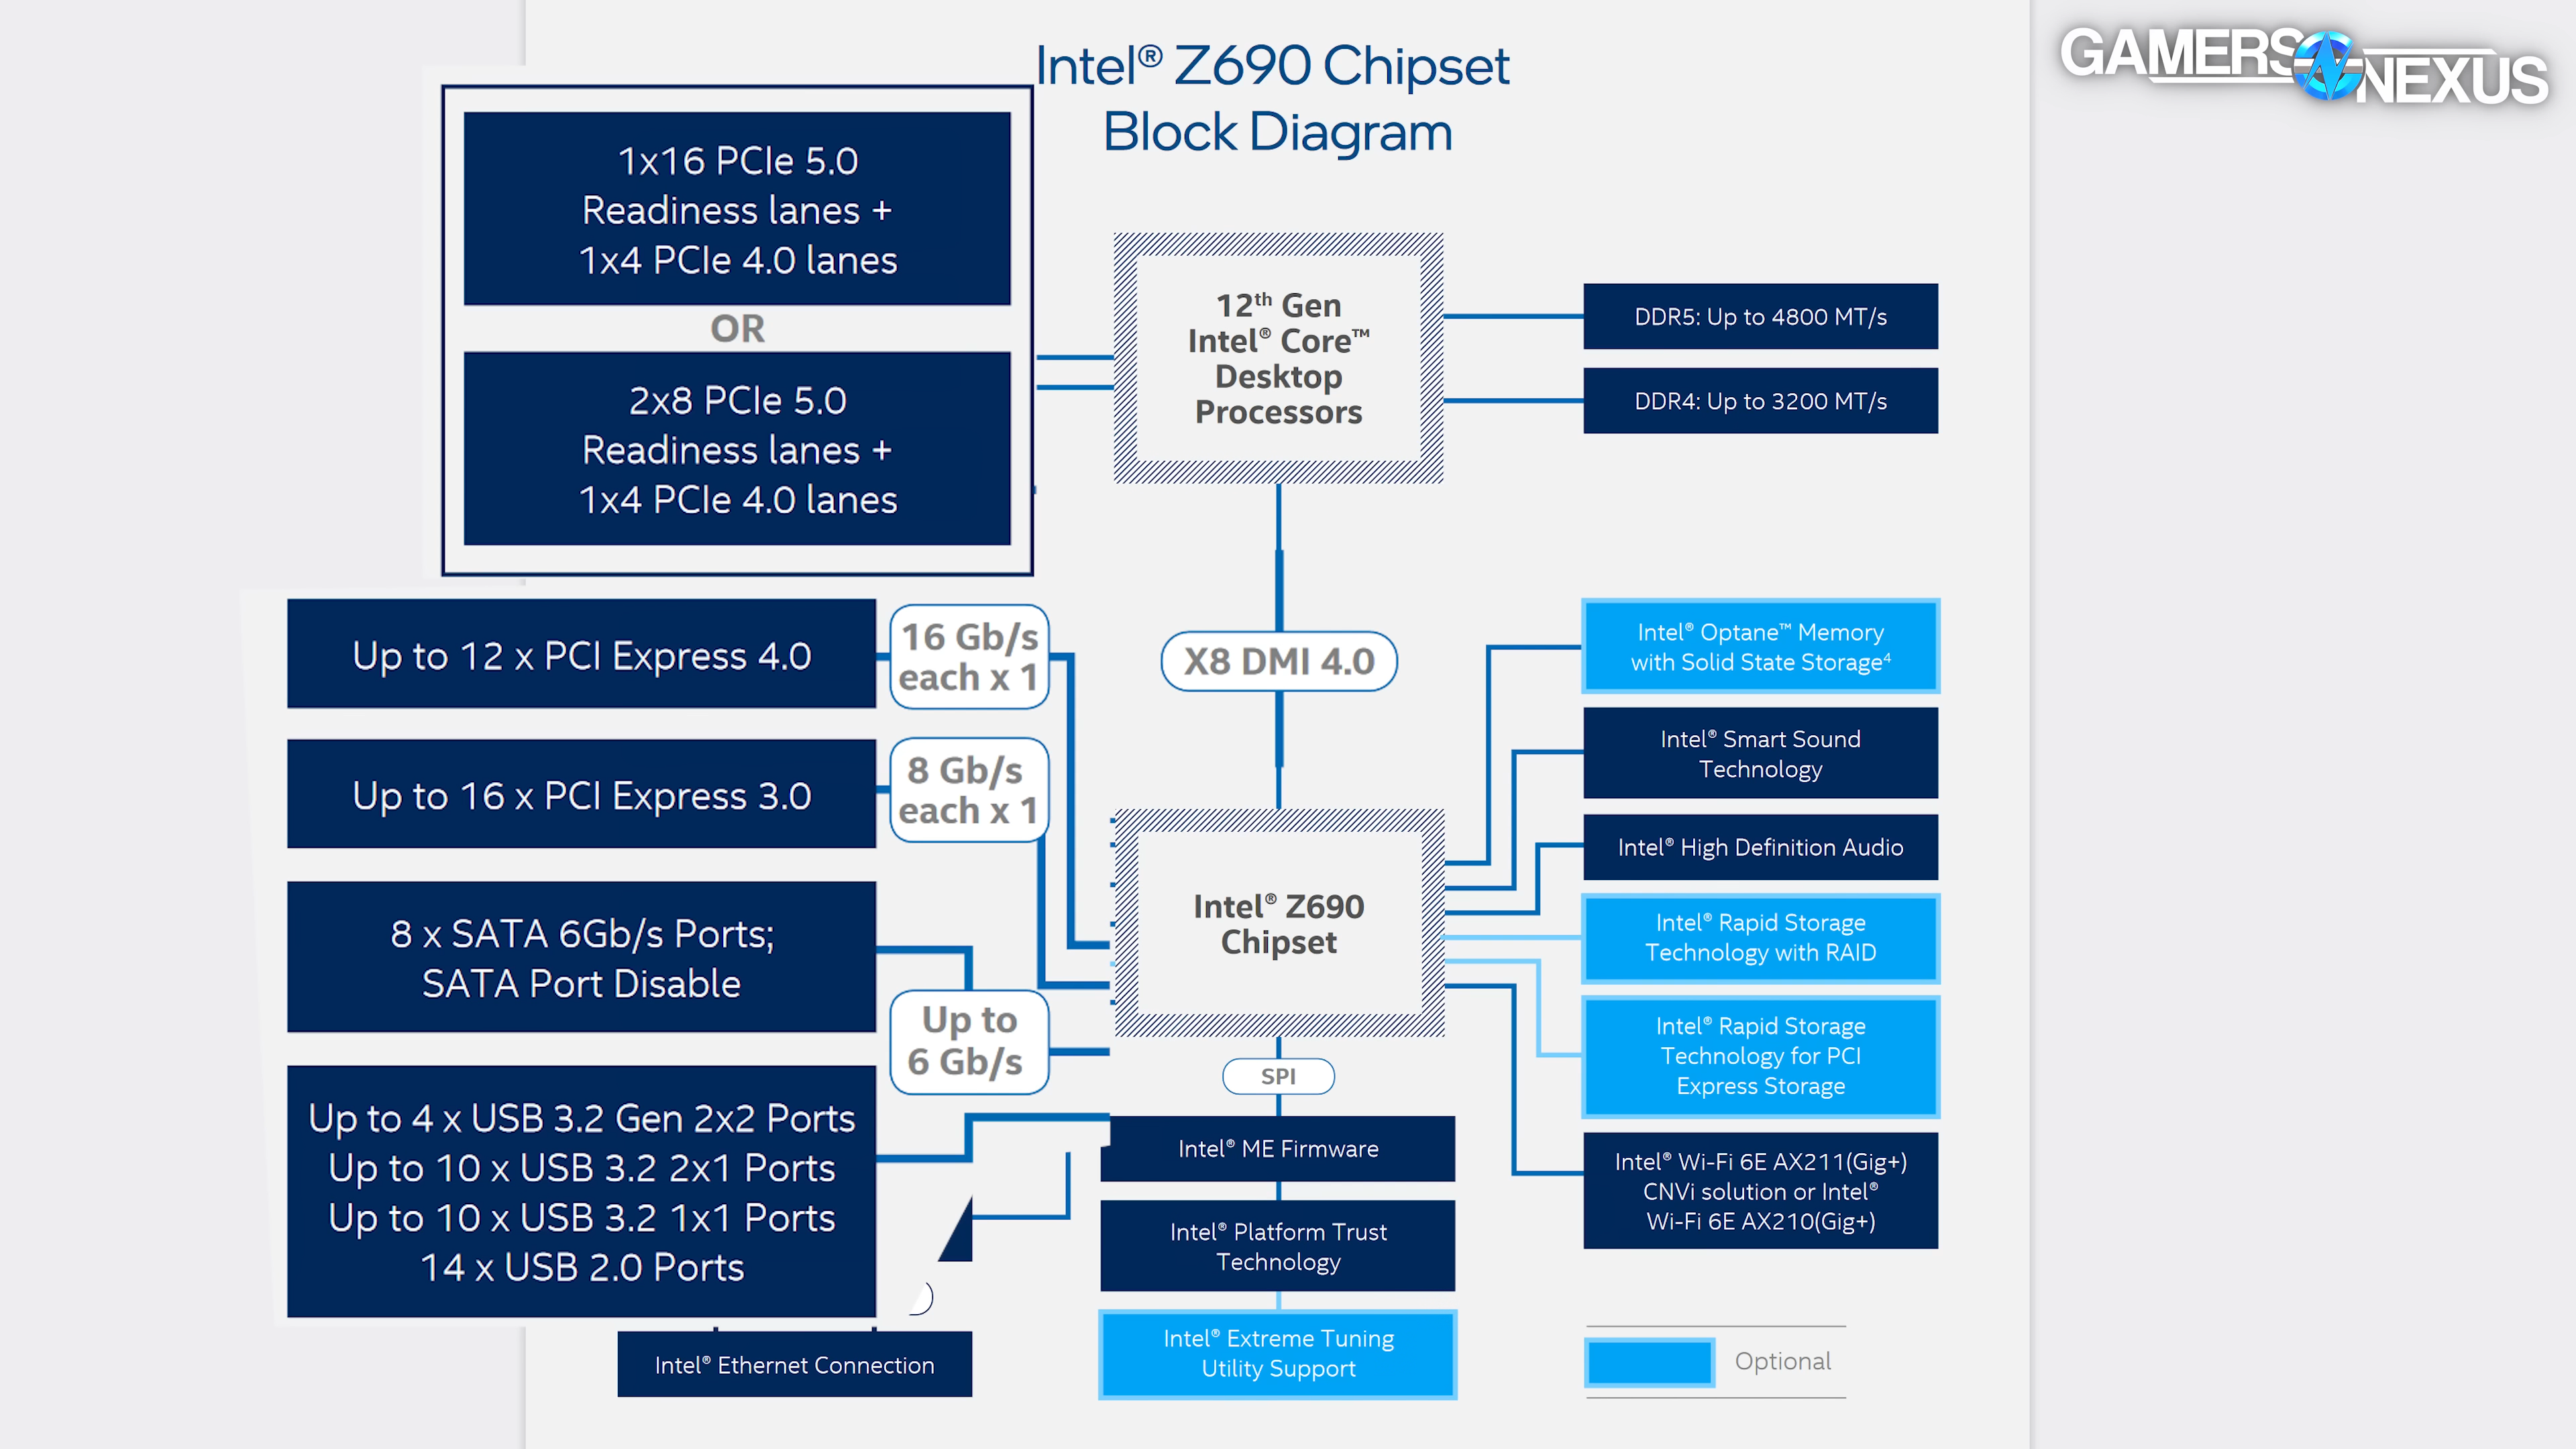 GAMERS NEXUS
Intel® Z690 Chipset
Block Diagram
1x16 PCIe 5.0
Readiness lanes +
1x4 PCIe 4.0 lanes
OR
2x8 PCIe 5.0
Readiness lanes +
1x4 PCIe 4.0 lanes
12th Gen
Intel® Core™
Desktop
Processors
DDR5: Up to 4800 MT/s
DDR4: Up to 3200 MT/s
X8 DMI 4.0
Up to 12 x PCI Express 4.0
16 Gb/s
each x 1
Up to 16 x PCI Express 3.0
8 Gb/s
each x 1
8 x SATA 6Gb/s Ports;
SATA Port Disable
Up to
6 Gb/s
Up to 4 x USB 3.2 Gen 2x2 Ports
Up to 10 x USB 3.2 2x1 Ports
Up to 10 x USB 3.2 1x1 Ports
14 x USB 2.0 Ports
Intel® Ethernet Connection
Intel® Z690
Chipset
SPI
Intel® ME Firmware
Intel® Platform Trust
Technology
Intel® Extreme Tuning
Utility Support
Intel® Optane™ Memory
with Solid State Storage⁴
Intel® Smart Sound
Technology
Intel® High Definition Audio
Intel® Rapid Storage
Technology with RAID
Intel® Rapid Storage
Technology for PCI
Express Storage
Intel® Wi-Fi 6E AX211(Gig+)
CNVi solution or Intel®
Wi-Fi 6E AX210(Gig+)
Optional